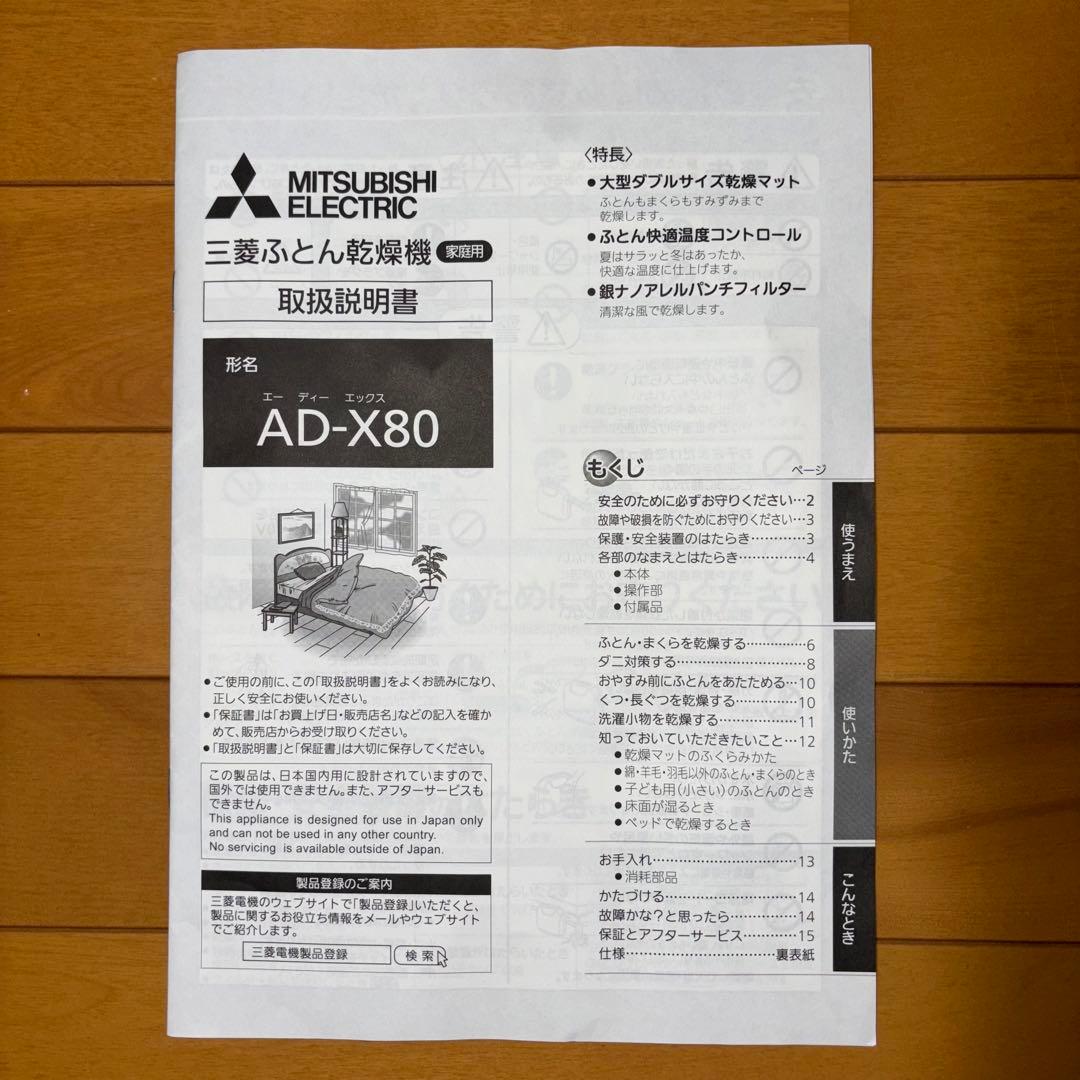 MITSUBISHI
ELECTRIC
三菱ふとん乾燥機 家庭用
取扱説明書
形名
エー ディー エックス
AD-X80
●ご使用の前に、この「取扱説明書」をよくお読みになり、
正しく安全にお使いください。
●「保証書」は「お買上げ日・販売店名」などの記入を確か
めて、販売店からお受け取りください。
●「取扱説明書」と「保証書」は大切に保存してください。
この製品は、日本国内用に設計されていますので、
国外では使用できません。また、アフターサービスも
できません。
This appliance is designed for use in Japan only
and can not be used in any other country.
No servicing is available outside of Japan.
製品登録のご案内
三菱電機のウェブサイトで「製品登録」いただくと、
製品に関するお役立ち情報をメールやウェブサイト
でご紹介します。
三菱電機製品登録 検索
〈特長〉
●大型ダブルサイズ乾燥マット
ふとんもまくらもすみずみまで
乾燥します。
●ふとん快適温度コントロール
夏はサラッと冬はあったか、
快適な温度に仕上げます。
●銀ナノアレルパンチフィルター
清潔な風で乾燥します。
もくじ ページ
安全のために必ずお守りください…2
故障や破損を防ぐためにお守りください…3
保護・安全装置のはたらき…………3
各部のなまえとはたらき……………4
●本体
●操作部
●付属品
使うまえ
ふとん・まくらを乾燥する……………6
ダニ対策する…………………………8
おやすみ前にふとんをあたためる…10
くつ・長ぐつを乾燥する……………10
洗濯小物を乾燥する…………………11
知っておいていただきたいこと…12
●乾燥マットのふくらみかた
●綿・羊毛・羽毛以外のふとん・まくらのとき
●子ども用(小さい)のふとんのとき
●床面が湿るとき
●ベッドで乾燥するとき
使いかた
お手入れ………………………………13
●消耗部品
かたづける……………………………14
故障かな?と思ったら………………14
保証とアフターサービス……………15
仕様…………………………………裏表紙
こんなとき